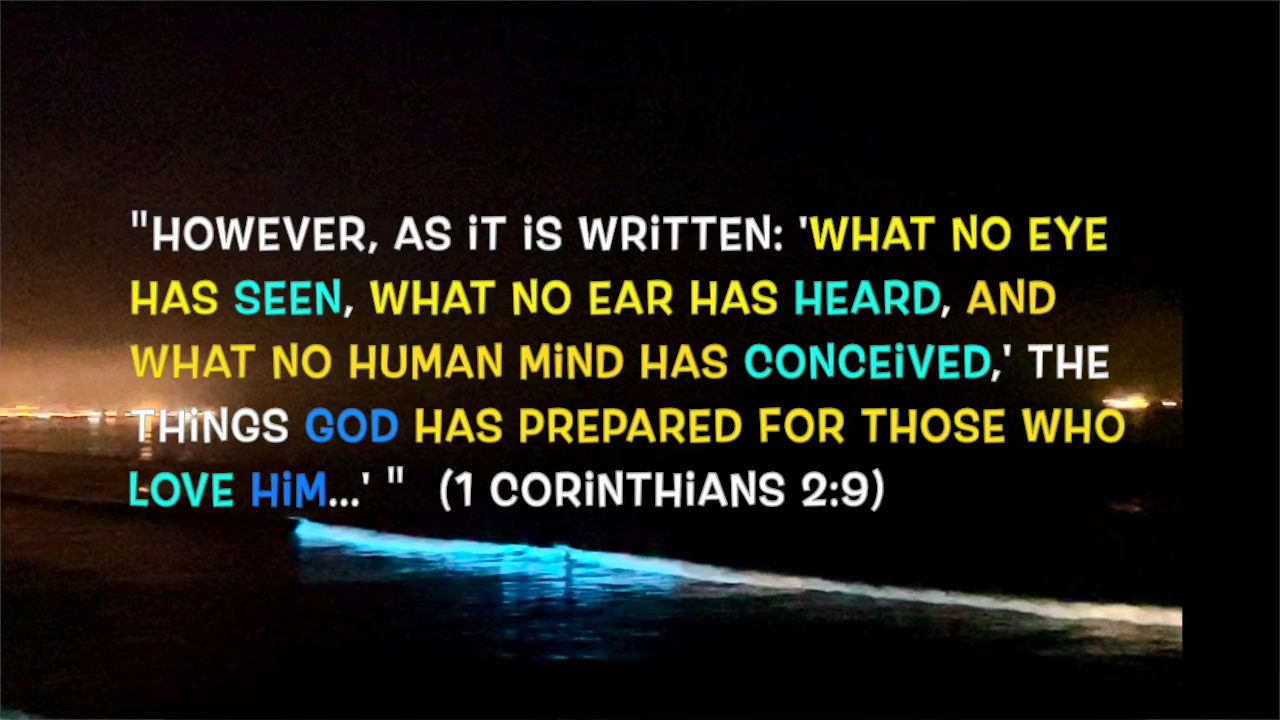 "HOWEVER, AS iT iS WRiTTEN: 'WHAT NO EYE
HAS SEEN, WHAT NO EAR HAS HEARD, AND
WHAT NO HUMAN MiND HAS CONCEiVED,' THE
THiNGS GOD HAS PREPARED FOR THOSE WHO
LOVE HiM...' " (1 CORiNTHiANS 2:9)